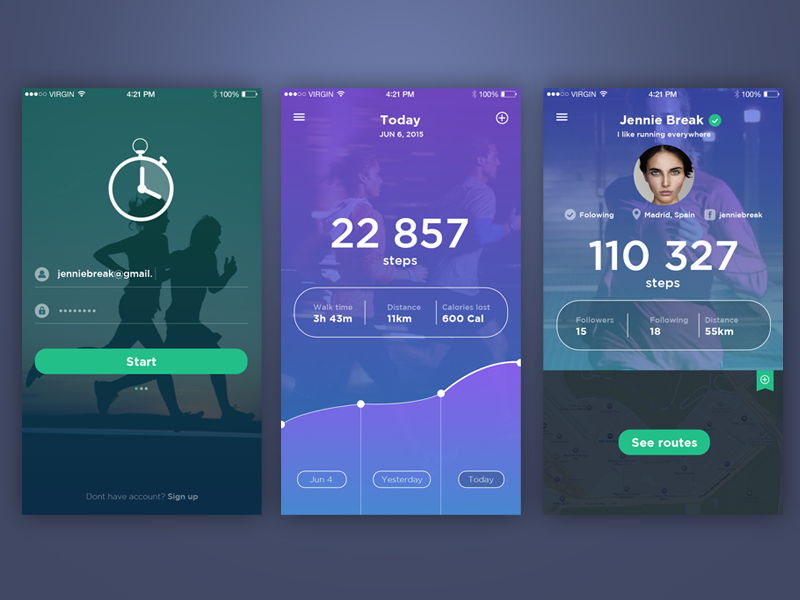 VIRGIN 4:21 PM 100%
jenniebreak@gmail.
Start
Dont have account? Sign up
VIRGIN 4:21 PM 100%
Today
JUN 6, 2015
22 857
steps
Walk time Distance Calories lost
3h 43m 11km 600 Cal
Jun 4 Yesterday Today
VIRGIN 4:21 PM 100%
Jennie Break
I like running everywhere
Folowing Madrid, Spain f jenniebreak
110 327
steps
Followers Following Distance
15 18 55km
See routes